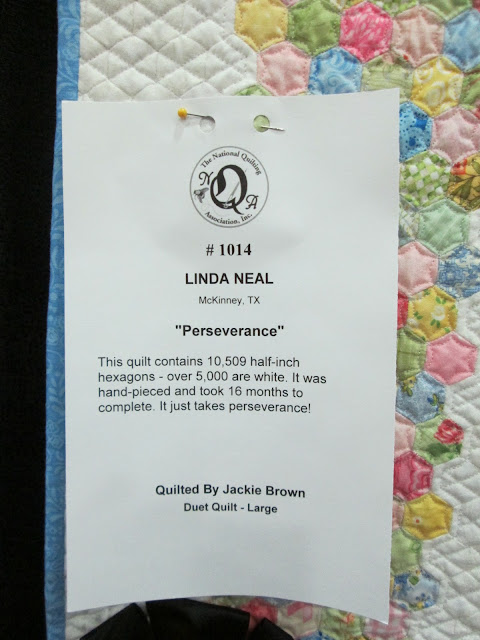 The National Quilting
NQA
Association, Inc.
# 1014
LINDA NEAL
McKinney, TX
"Perseverance"
This quilt contains 10,509 half-inch
hexagons - over 5,000 are white. It was
hand-pieced and took 16 months to
complete. It just takes perseverance!
Quilted By Jackie Brown
Duet Quilt - Large